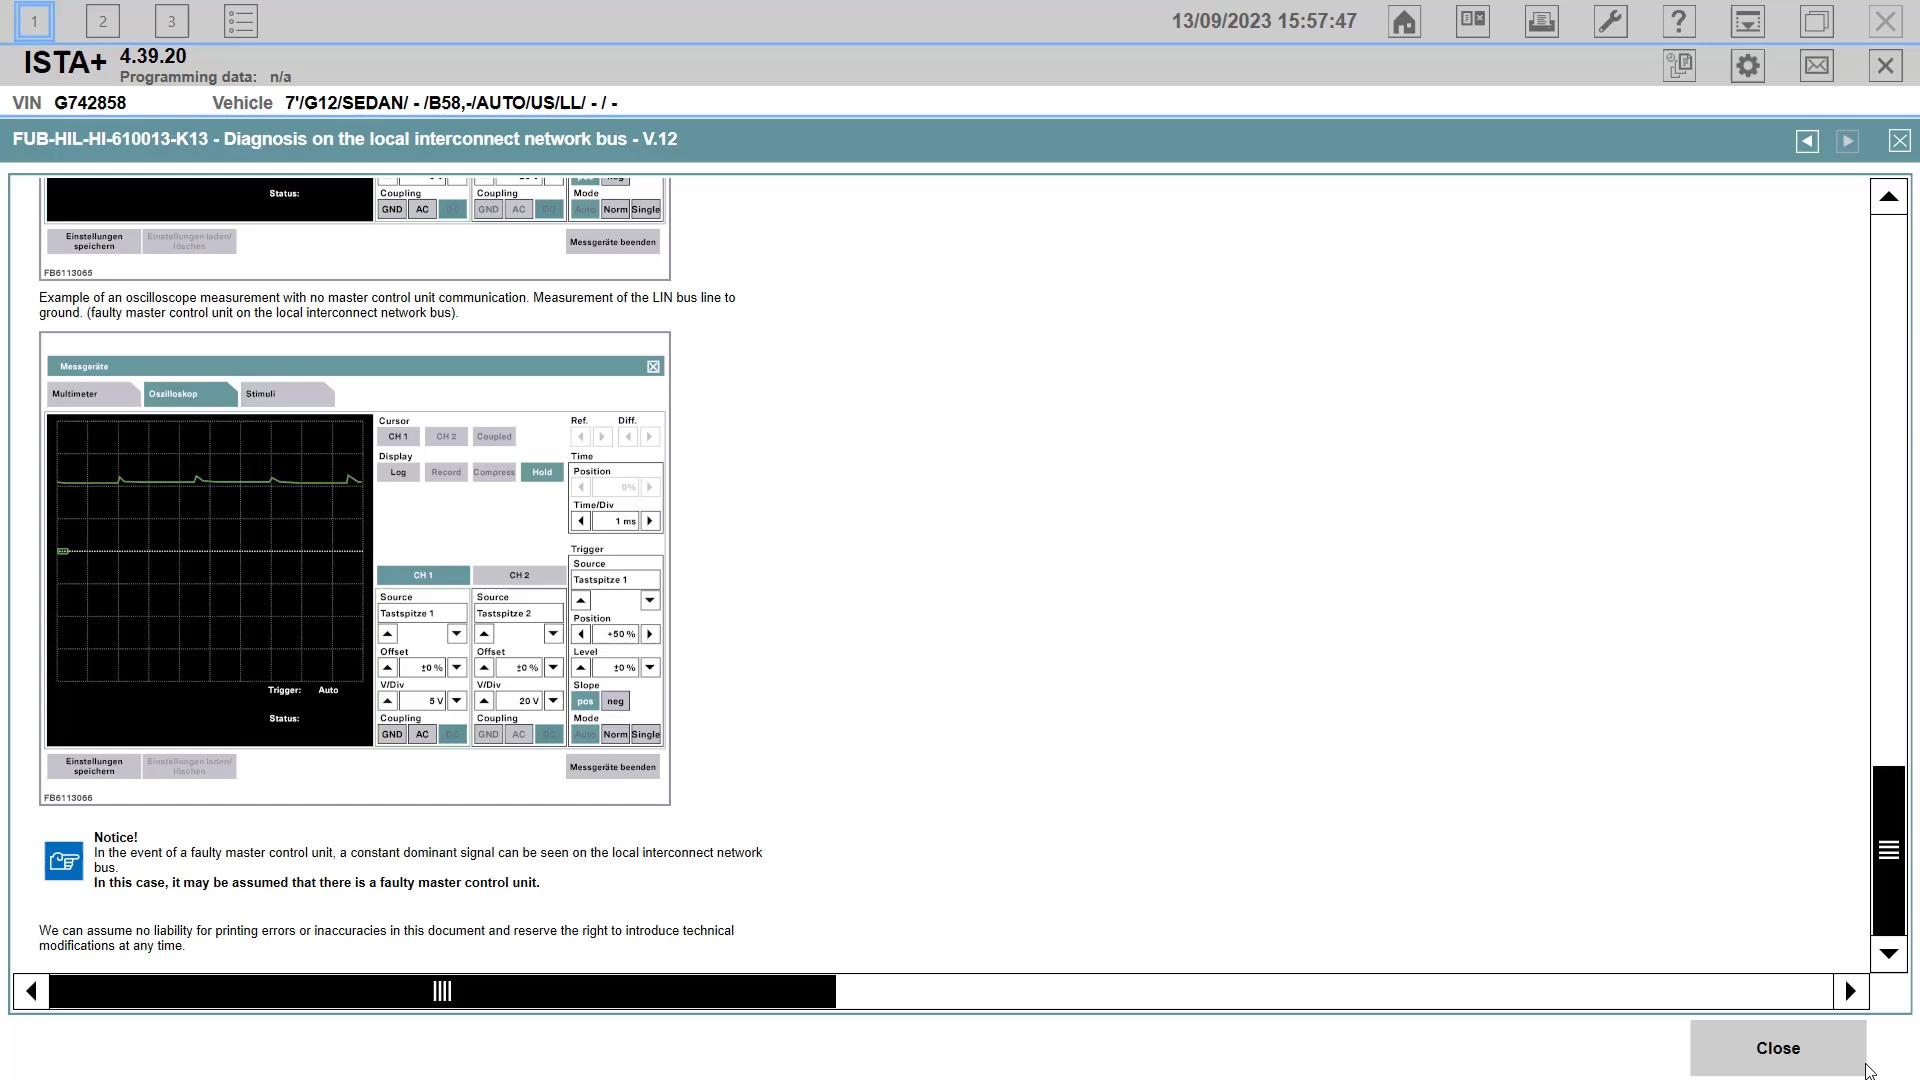 1 2 3 13/09/2023 15:57:47
ISTA+ 4.39.20
Programming data: n/a
VIN G742858 Vehicle 7'/G12/SEDAN/ - /B58,-/AUTO/US/LL/ - / -
FUB-HIL-HI-610013-K13 - Diagnosis on the local interconnect network bus - V.12
Status: Coupling Coupling Mode
GND AC DC GND AC DC Auto Norm Single
Einstellungen speichern Einstellungen laden/ löschen Messgeräte beenden
FB6113065
Example of an oscilloscope measurement with no master control unit communication. Measurement of the LIN bus line to
ground. (faulty master control unit on the local interconnect network bus).
Messgeräte
Multimeter Oszilloskop Stimuli
Cursor Ref. Diff.
CH 1 CH 2 Coupled
Display Time
Log Record Compress Hold Position
0%
Time/Div
1 ms
Trigger
Source
CH 1 CH 2 Tastspitze 1
Source Source
Tastspitze 1 Tastspitze 2 Position
+50 %
Offset Offset Level
±0 % ±0 % ±0 %
V/Div V/Div Slope
Trigger: Auto 5 V 20 V pos neg
Status: Coupling Coupling Mode
GND AC DC GND AC DC Auto Norm Single
Einstellungen speichern Einstellungen laden/ löschen Messgeräte beenden
FB6113066
Notice!
In the event of a faulty master control unit, a constant dominant signal can be seen on the local interconnect network
bus.
In this case, it may be assumed that there is a faulty master control unit.
We can assume no liability for printing errors or inaccuracies in this document and reserve the right to introduce technical
modifications at any time.
Close